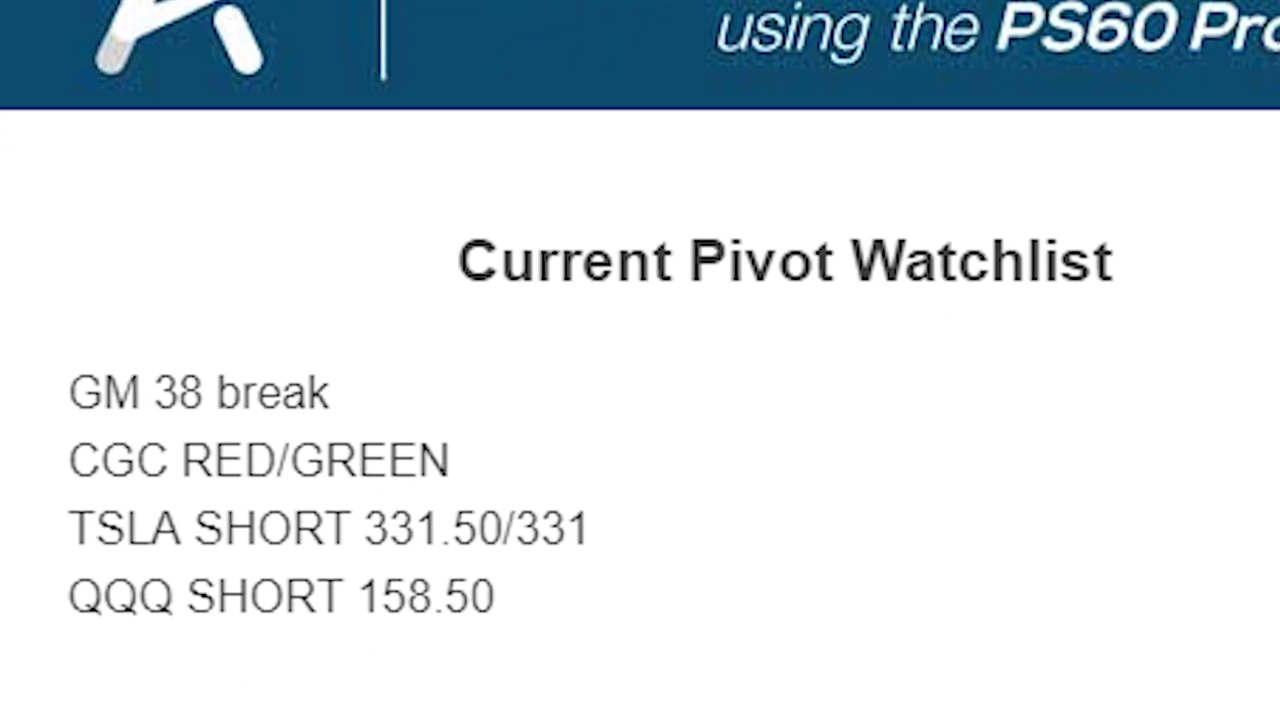 using the PS60 Pro
Current Pivot Watchlist
GM 38 break
CGC RED/GREEN
TSLA SHORT 331.50/331
QQQ SHORT 158.50